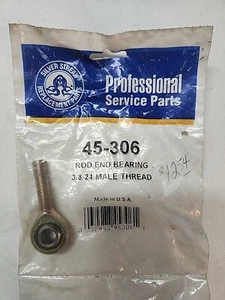 SILVER STREAK
REPLACEMENT PARTS
Professional
Service Parts
45-306
ROD END BEARING
3/8-24 MALE THREAD
Made in U.S.A.